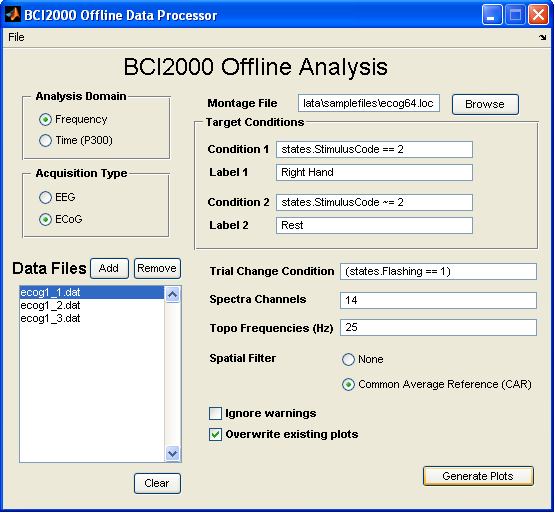 BCI2000 Offline Data Processor
File
BCI2000 Offline Analysis
Analysis Domain
Frequency
Time (P300)
Acquisition Type
EEG
ECoG
Montage File lata\samplefiles\ecog64.loc Browse
Target Conditions
Condition 1 states.StimulusCode == 2
Label 1 Right Hand
Condition 2 states.StimulusCode ~= 2
Label 2 Rest
Data Files Add Remove
ecog1_1.dat
ecog1_2.dat
ecog1_3.dat
Clear
Trial Change Condition (states.Flashing == 1)
Spectra Channels 14
Topo Frequencies (Hz) 25
Spatial Filter None
Common Average Reference (CAR)
Ignore warnings
Overwrite existing plots
Generate Plots